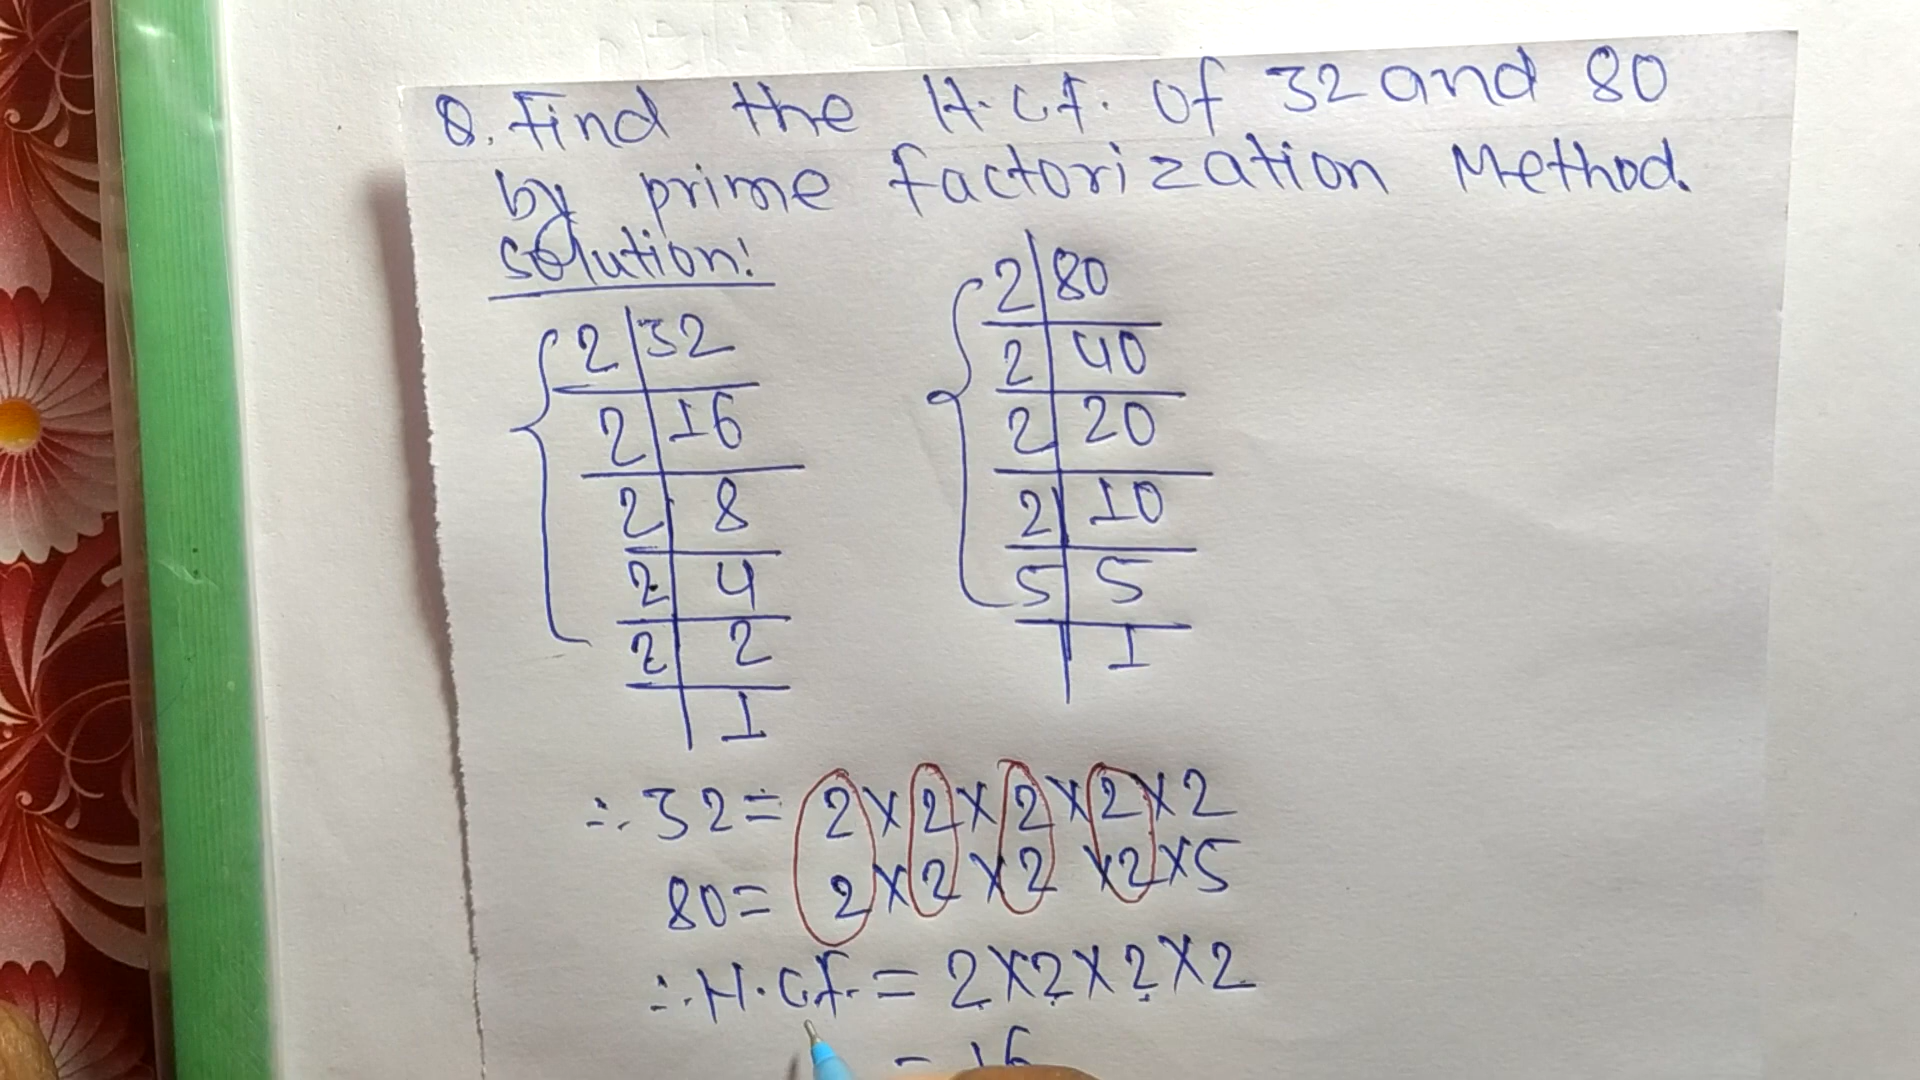 Q. Find the H.C.F. of 32 and 80
by prime factorization Method.
Solution:
2 | 32
2 | 16
2 | 8
2 | 4
2 | 2
| 1
2 | 80
2 | 40
2 | 20
2 | 10
5 | 5
| 1
∴ 32 = 2×2×2×2×2
80 = 2×2×2×2×5
∴ H.C.F. = 2×2×2×2
= 16